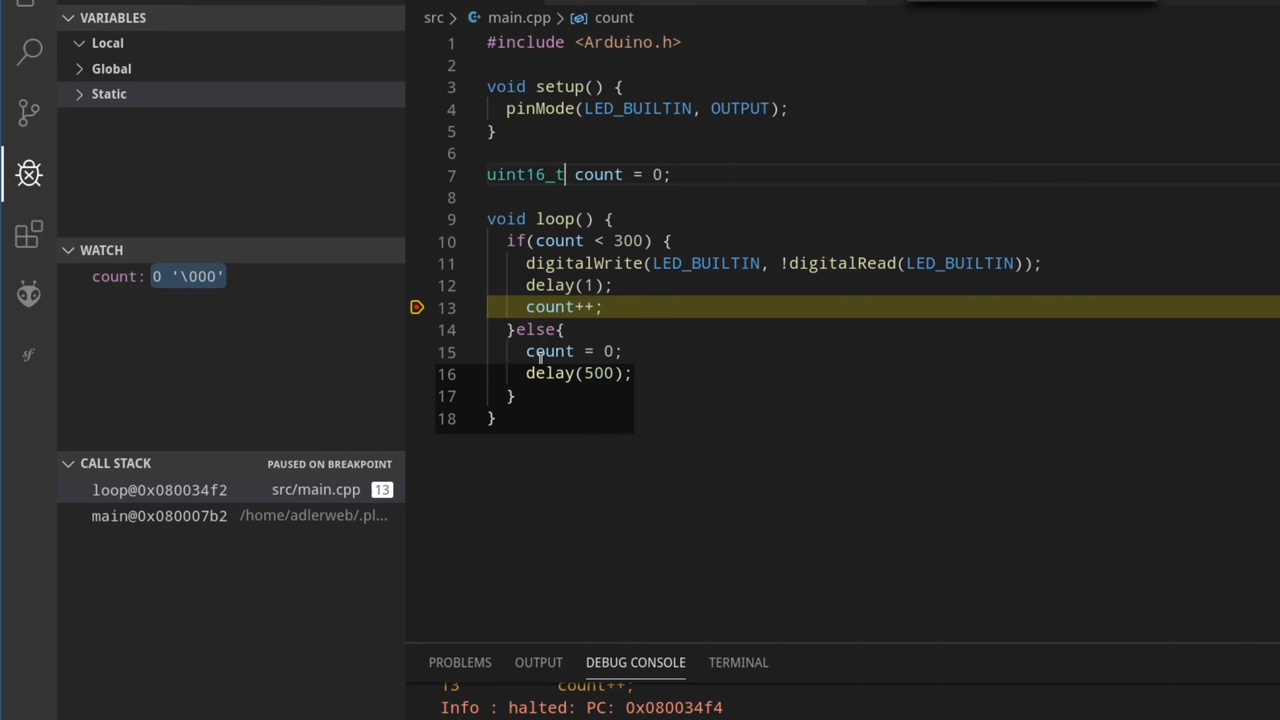 VARIABLES
Local
Global
Static
WATCH
count: 0 '\000'
CALL STACK PAUSED ON BREAKPOINT
loop@0x080034f2 src/main.cpp 13
main@0x080007b2 /home/adlerweb/.pl...
src > main.cpp > count
1 #include <Arduino.h>
2
3 void setup() {
4 pinMode(LED_BUILTIN, OUTPUT);
5 }
6
7 uint16_t count = 0;
8
9 void loop() {
10 if(count < 300) {
11 digitalWrite(LED_BUILTIN, !digitalRead(LED_BUILTIN));
12 delay(1);
13 count++;
14 }else{
15 count = 0;
16 delay(500);
17 }
18 }
PROBLEMS OUTPUT DEBUG CONSOLE TERMINAL
13 count++;
Info : halted: PC: 0x080034f4
sf